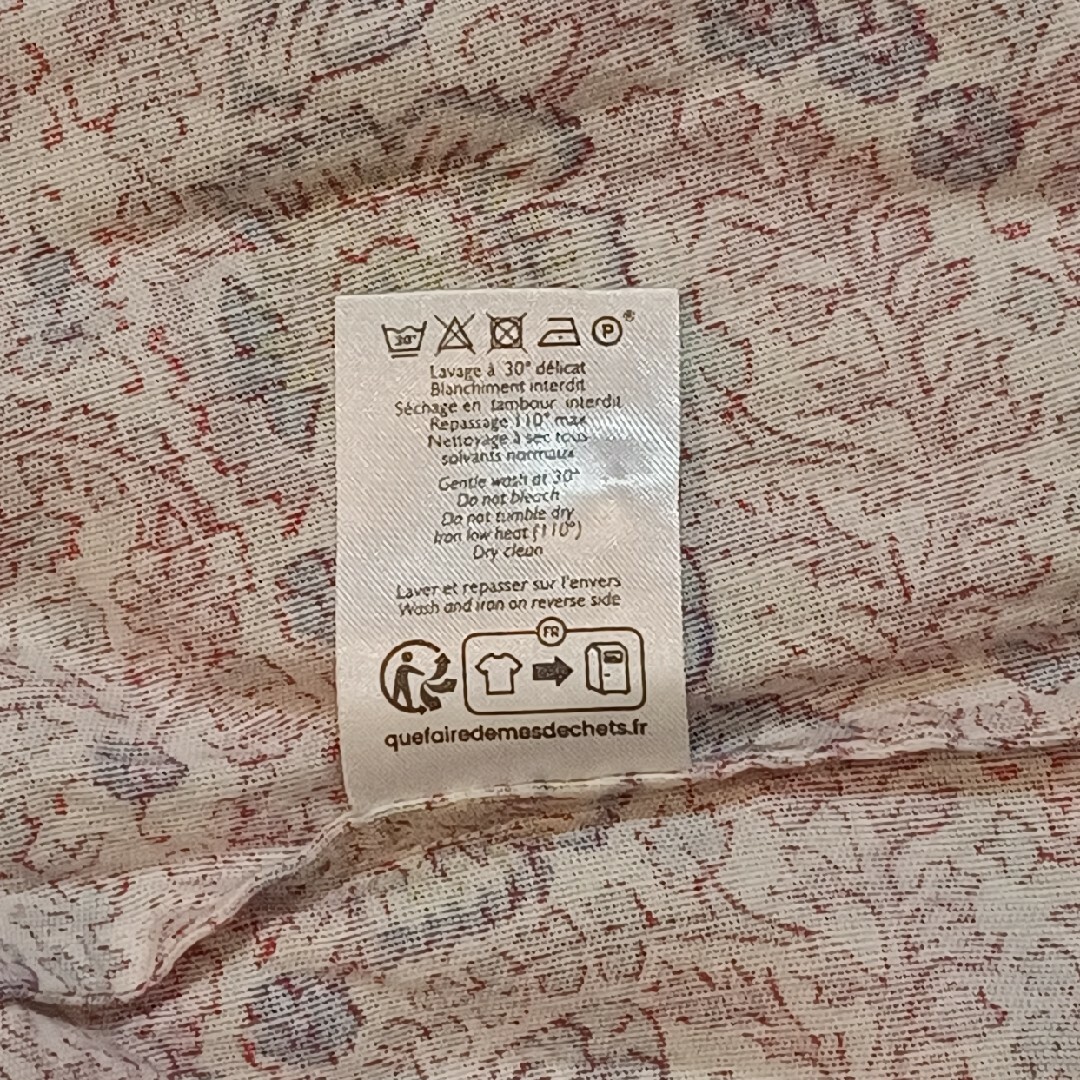 30°
P®
Lavage à 30° délicat
Blanchiment interdit
Séchage en tambour interdit
Repassage 110° max
Nettoyage à sec tous
solvants normaux
Gentle wash at 30°
Do not bleach
Do not tumble dry
Iron low heat (110°)
Dry clean
Laver et repasser sur l'envers
Wash and iron on reverse side
FR
quefairedemesdechets.fr